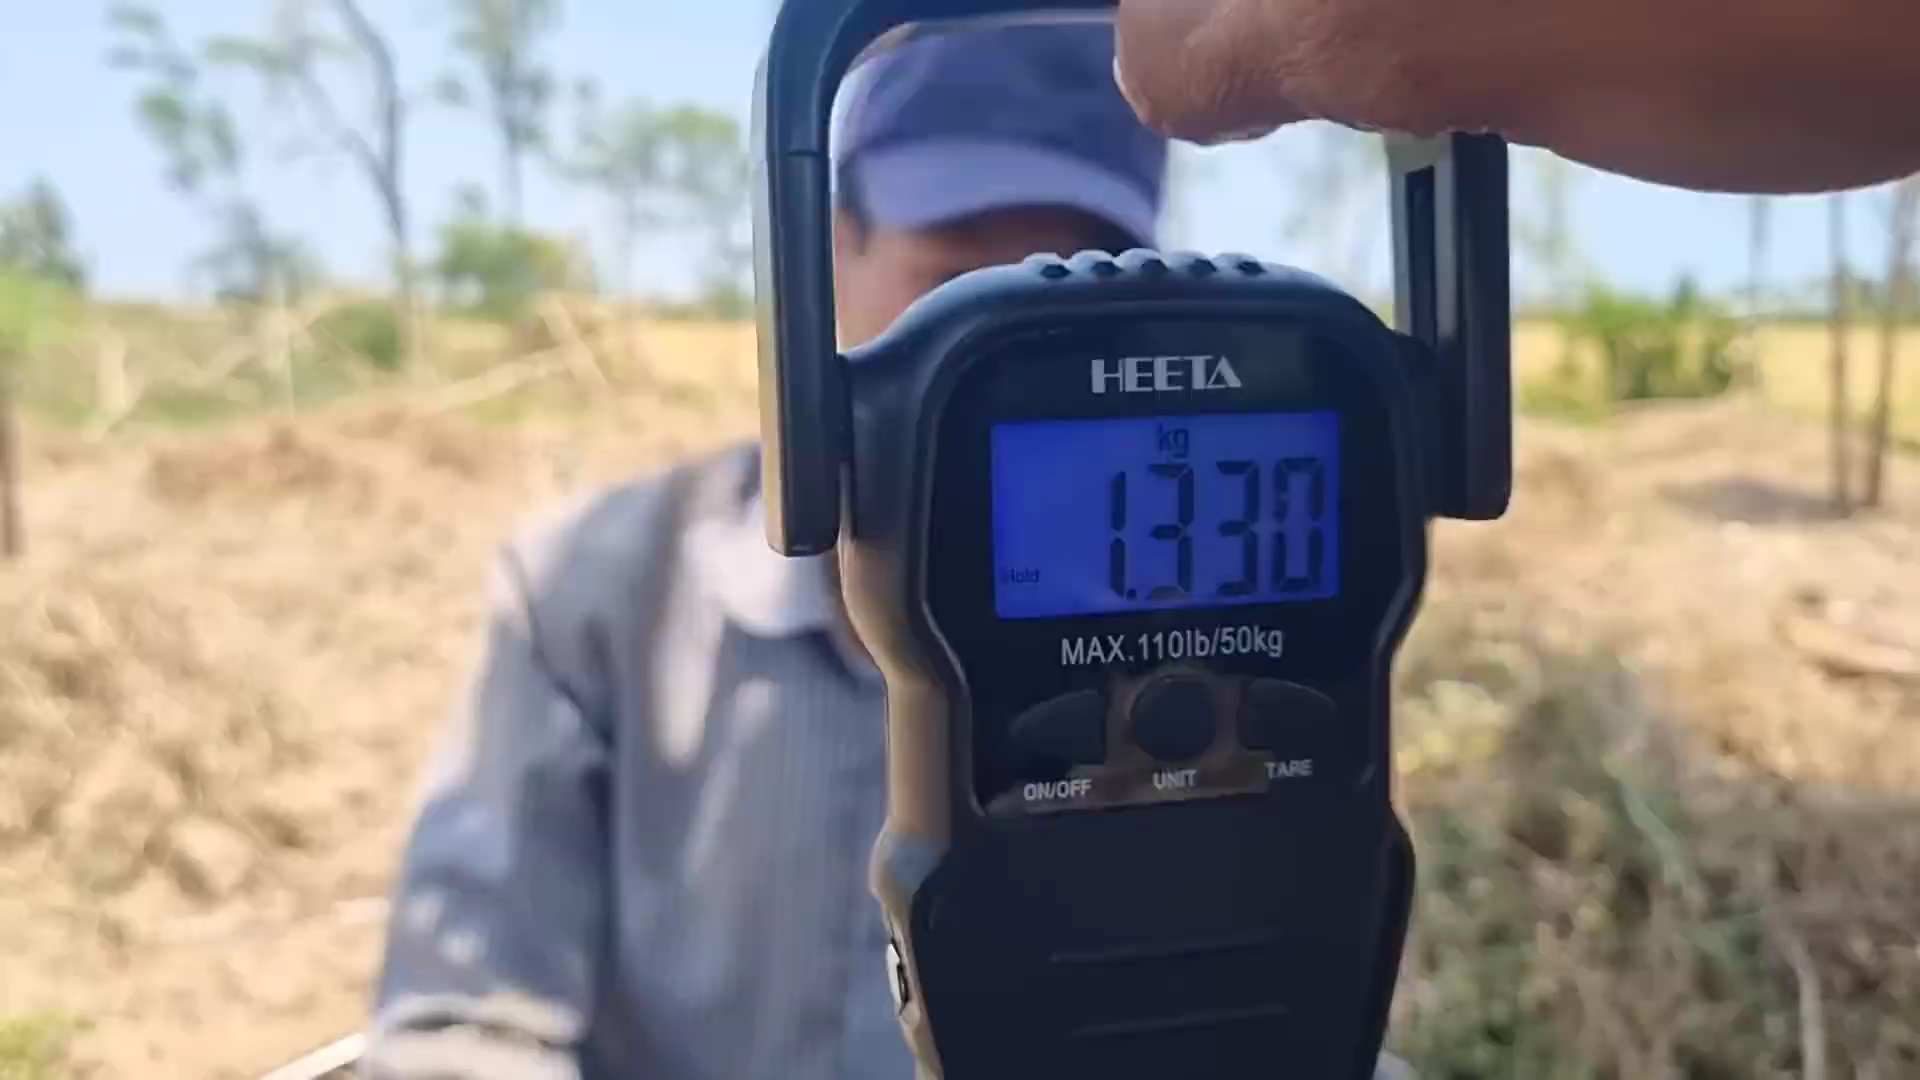 HEETA
kg
1.330
Hold
MAX.110lb/50kg
ON/OFF
UNIT
TARE